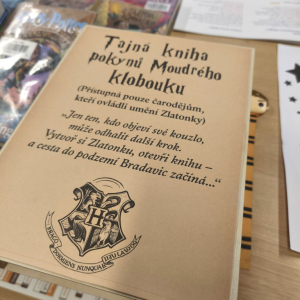 Tajná kniha
pokynů Moudrého
klobouku
(Přístupná pouze čarodějům,
kteří ovládli umění Zlatonky)
„Jen ten, kdo objeví své kouzlo,
může odhalit další krok.
Vytvoř si Zlatonku, otevři knihu –
a cesta do podzemí Bradavic začíná...“
H
DRACO DORMIENS NUNQUAM TITILLANDUS